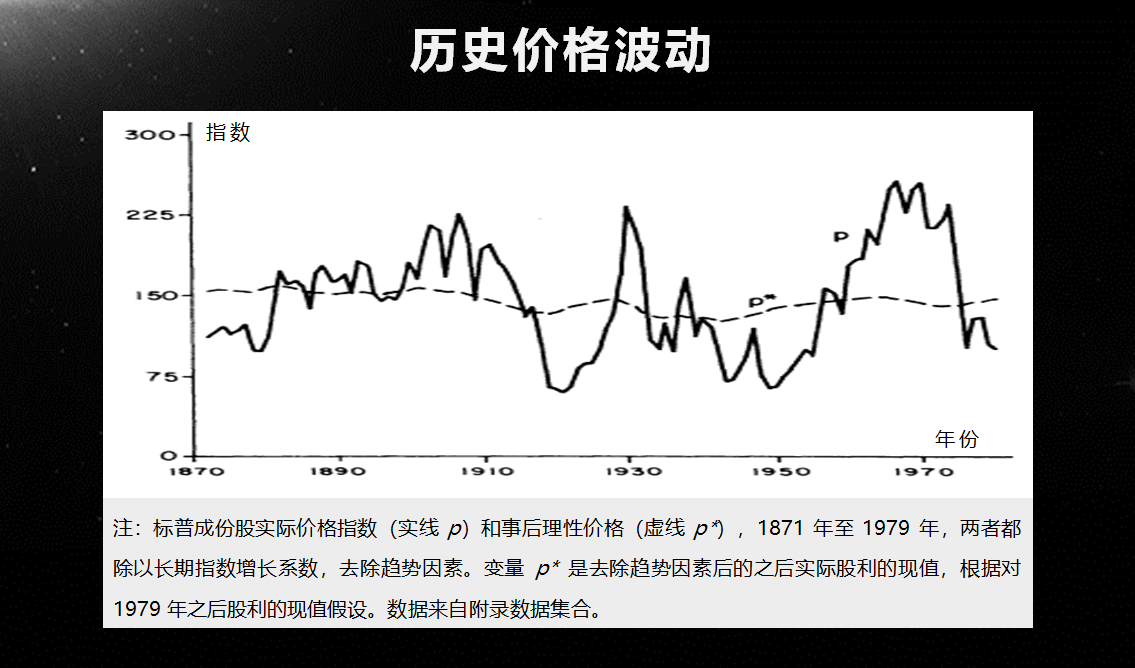 历史价格波动
300
指数
225
P
150
p*
75
年份
0
1870 1890 1910 1930 1950 1970
注：标普成份股实际价格指数（实线 p）和事后理性价格（虚线 p*），1871 年至 1979 年，两者都
除以长期指数增长系数，去除趋势因素。变量 p* 是去除趋势因素后的之后实际股利的现值，根据对
1979 年之后股利的现值假设。数据来自附录数据集合。